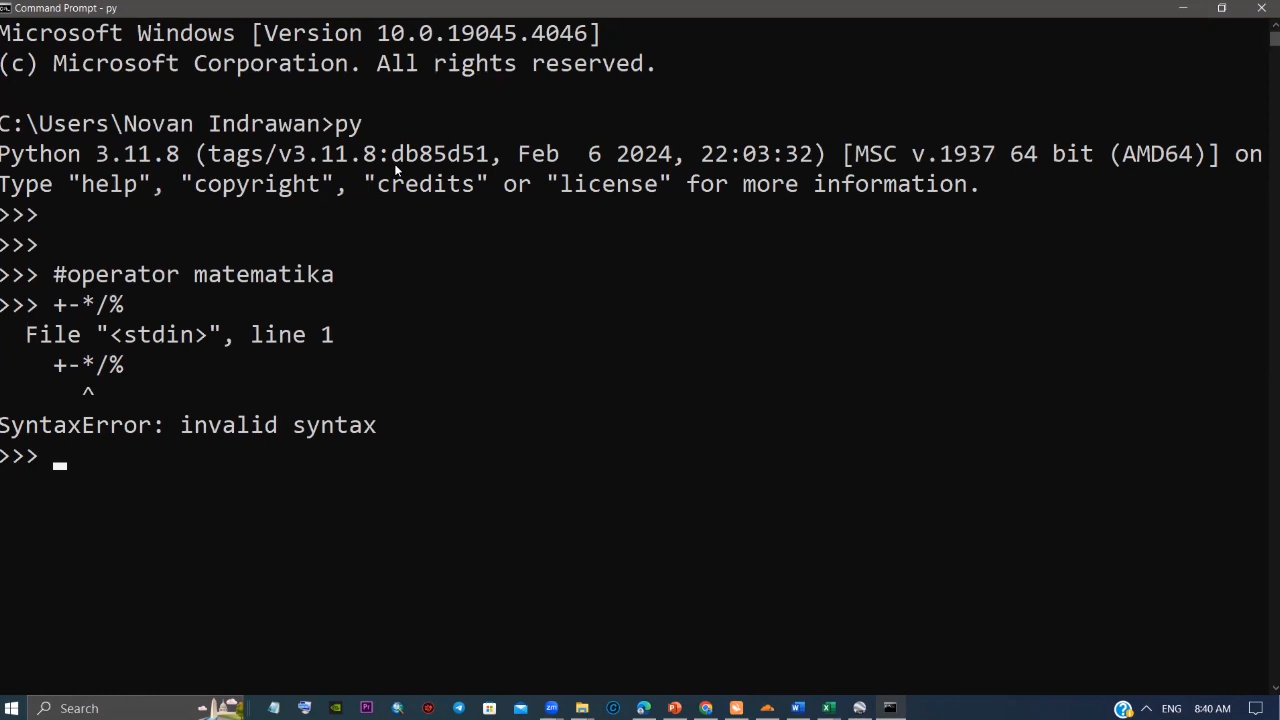 Command Prompt - py
Microsoft Windows [Version 10.0.19045.4046]
(c) Microsoft Corporation. All rights reserved.
C:\Users\Novan Indrawan>py
Python 3.11.8 (tags/v3.11.8:db85d51, Feb  6 2024, 22:03:32) [MSC v.1937 64 bit (AMD64)] on
Type "help", "copyright", "credits" or "license" for more information.
>>>
>>>
>>> #operator matematika
>>> +-*/%
  File "<stdin>", line 1
    +-*/%
      ^
SyntaxError: invalid syntax
>>>
Search
ENG
8:40 AM